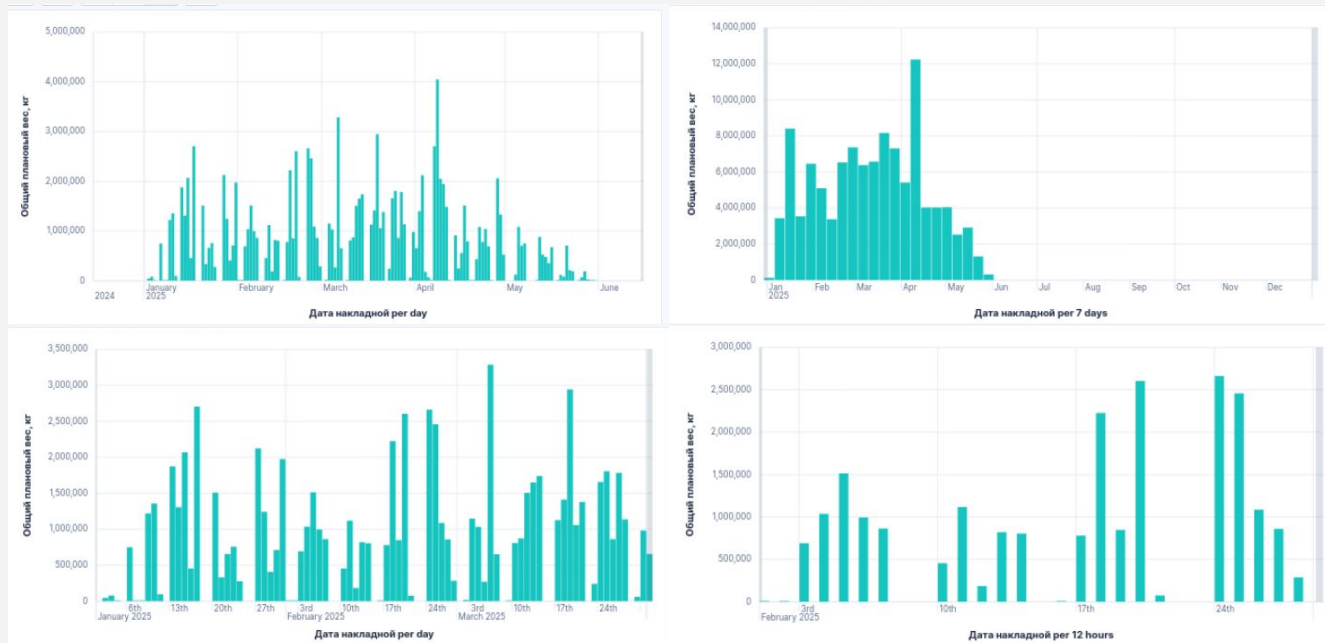 5,000,000
4,000,000
3,000,000
2,000,000
1,000,000
0
Общий плановый вес, кг
January February March April May June
2024 2025
Дата накладной per day
14,000,000
12,000,000
10,000,000
8,000,000
6,000,000
4,000,000
2,000,000
0
Общий плановый вес, кг
Jan Feb Mar Apr May Jun Jul Aug Sep Oct Nov Dec
2025
Дата накладной per 7 days
3,500,000
3,000,000
2,500,000
2,000,000
1,500,000
1,000,000
500,000
0
Общий плановый вес, кг
6th 13th 20th 27th 3rd 10th 17th 24th 3rd 10th 17th 24th
January 2025 February 2025 March 2025
Дата накладной per day
3,000,000
2,500,000
2,000,000
1,500,000
1,000,000
500,000
0
Общий плановый вес, кг
3rd 10th 17th 24th
February 2025
Дата накладной per 12 hours